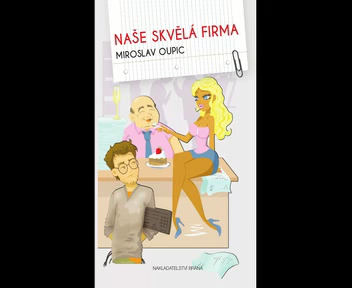 NAŠE SKVĚLÁ FIRMA
MIROSLAV OUPIC
NAKLADATELSTVÍ BRÁNA